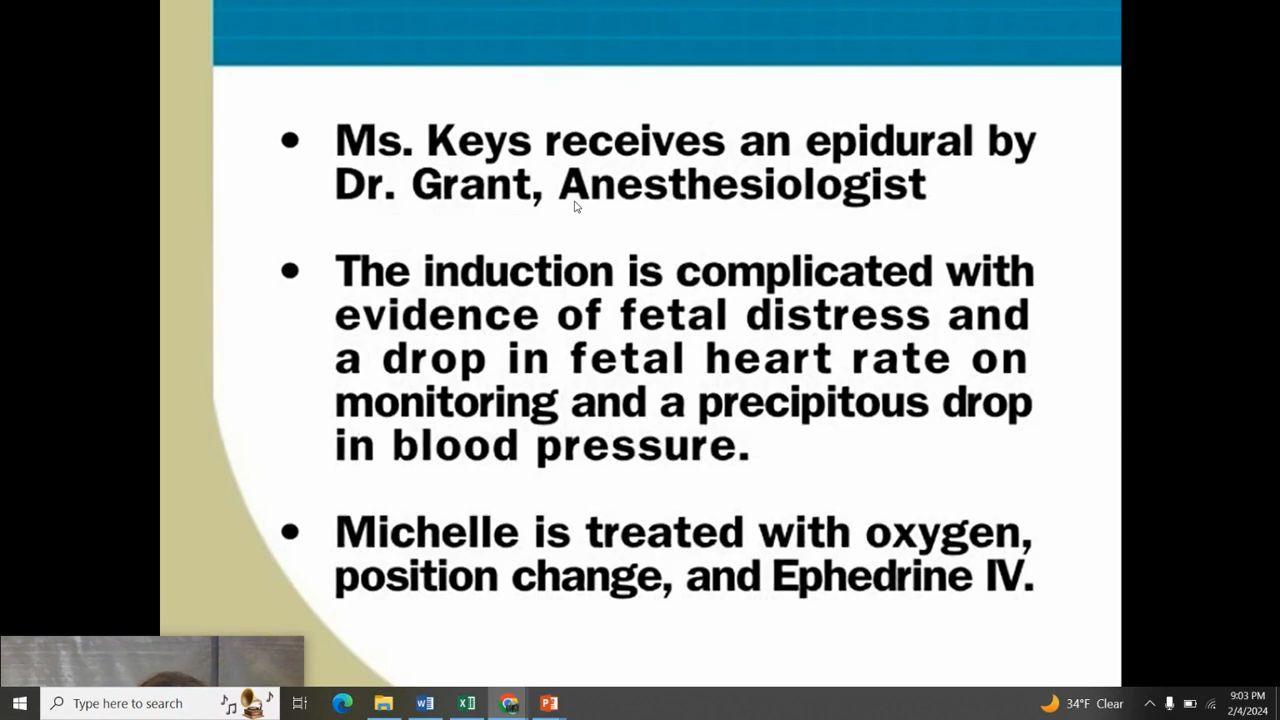 • Ms. Keys receives an epidural by
Dr. Grant, Anesthesiologist
• The induction is complicated with
evidence of fetal distress and
a drop in fetal heart rate on
monitoring and a precipitous drop
in blood pressure.
• Michelle is treated with oxygen,
position change, and Ephedrine IV.
Type here to search
34°F Clear
9:03 PM
2/4/2024